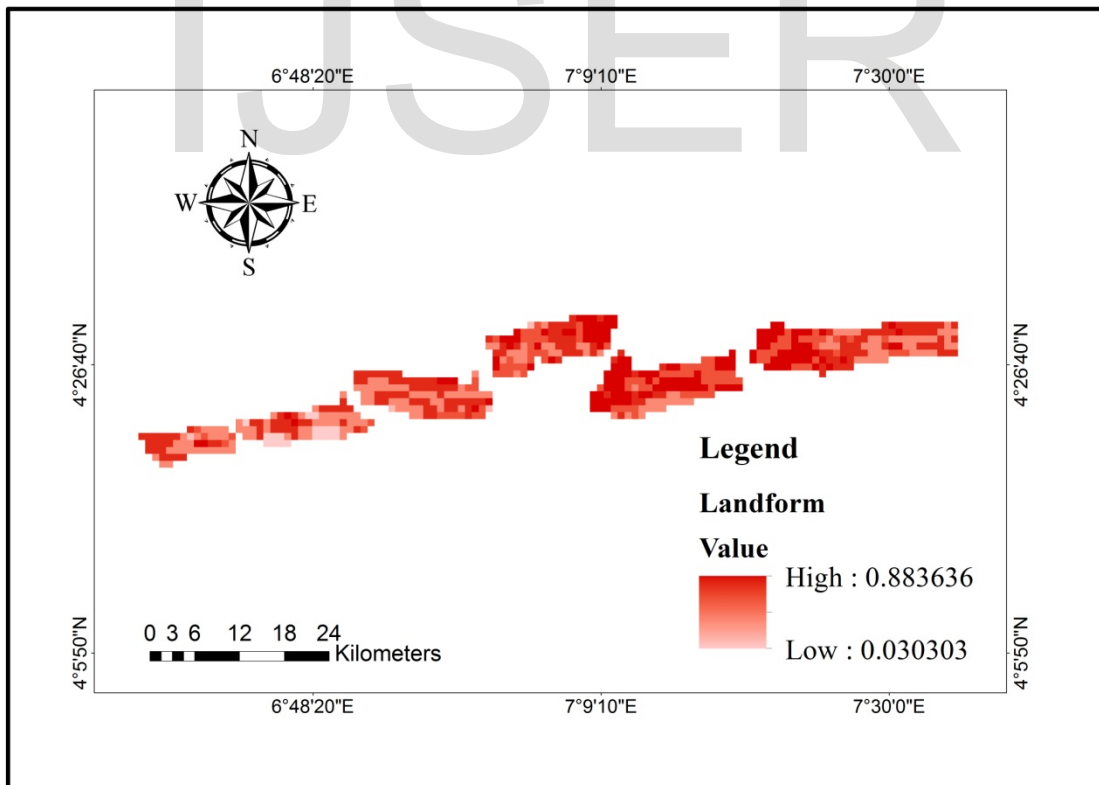 IJSER
6°48'20"E 7°9'10"E 7°30'0"E
N
W E
S
4°26'40"N 4°26'40"N
Legend
Landform
Value
High : 0.883636
Low : 0.030303
0 3 6 12 18 24
Kilometers
4°5'50"N 4°5'50"N
6°48'20"E 7°9'10"E 7°30'0"E